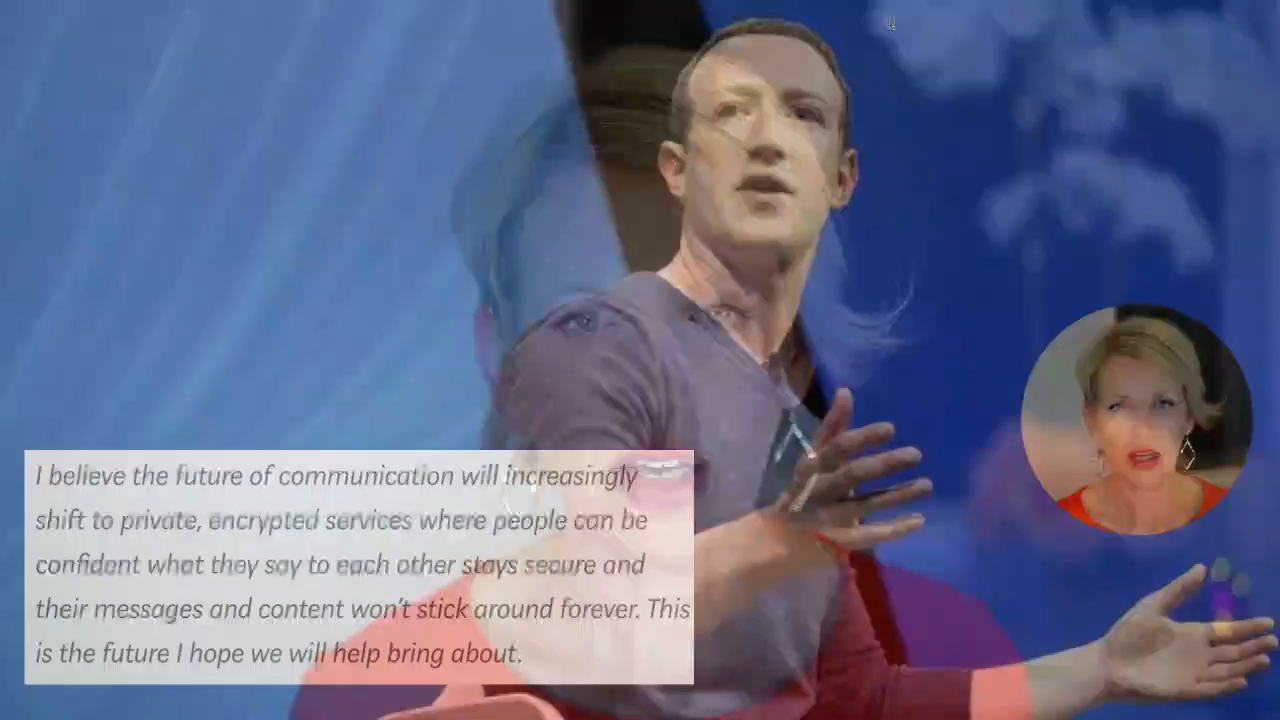 I believe the future of communication will increasingly
shift to private, encrypted services where people can be
confident what they say to each other stays secure and
their messages and content won't stick around forever. This
is the future I hope we will help bring about.